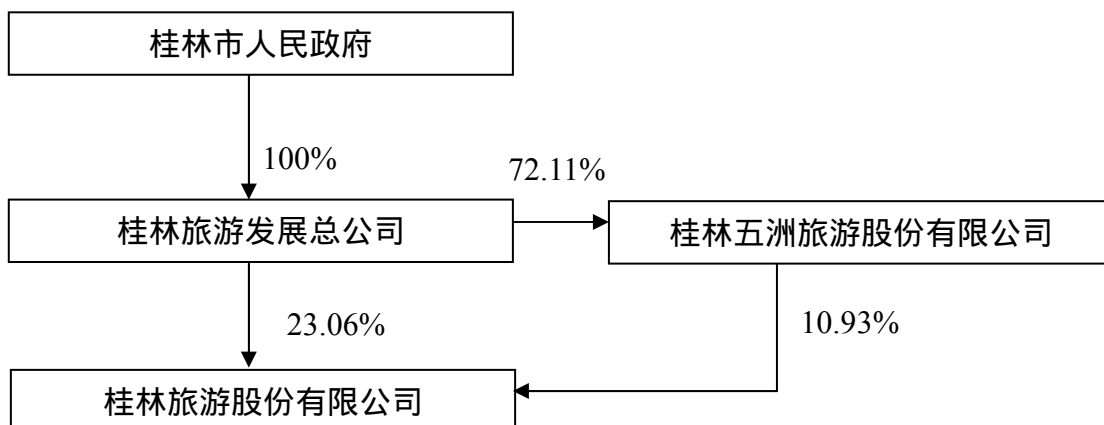 桂林市人民政府
100%
72.11%
桂林旅游发展总公司
桂林五洲旅游股份有限公司
23.06%
10.93%
桂林旅游股份有限公司